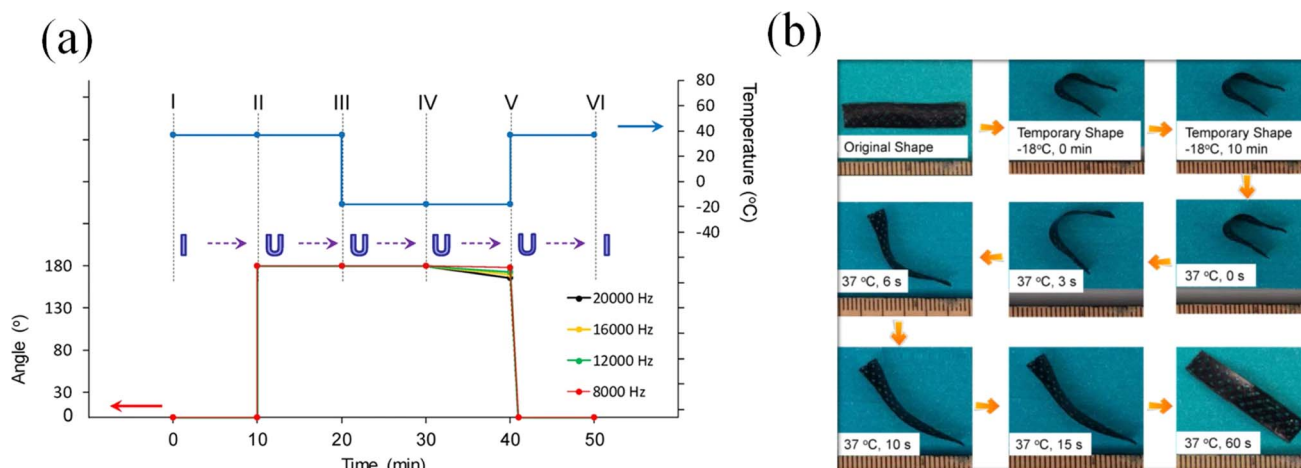 (a)
I II III IV V VI
80
60
40
20
0
-20
-40
Temperature (°C)
I U U U U I
180
130
80
30
0
Angle (°)
20000 Hz
16000 Hz
12000 Hz
8000 Hz
0 10 20 30 40 50
Time (min)
(b)
Original Shape
Temporary Shape
-18°C, 0 min
Temporary Shape
-18°C, 10 min
37 °C, 6 s
37 °C, 3 s
37 °C, 0 s
37 °C, 10 s
37 °C, 15 s
37 °C, 60 s